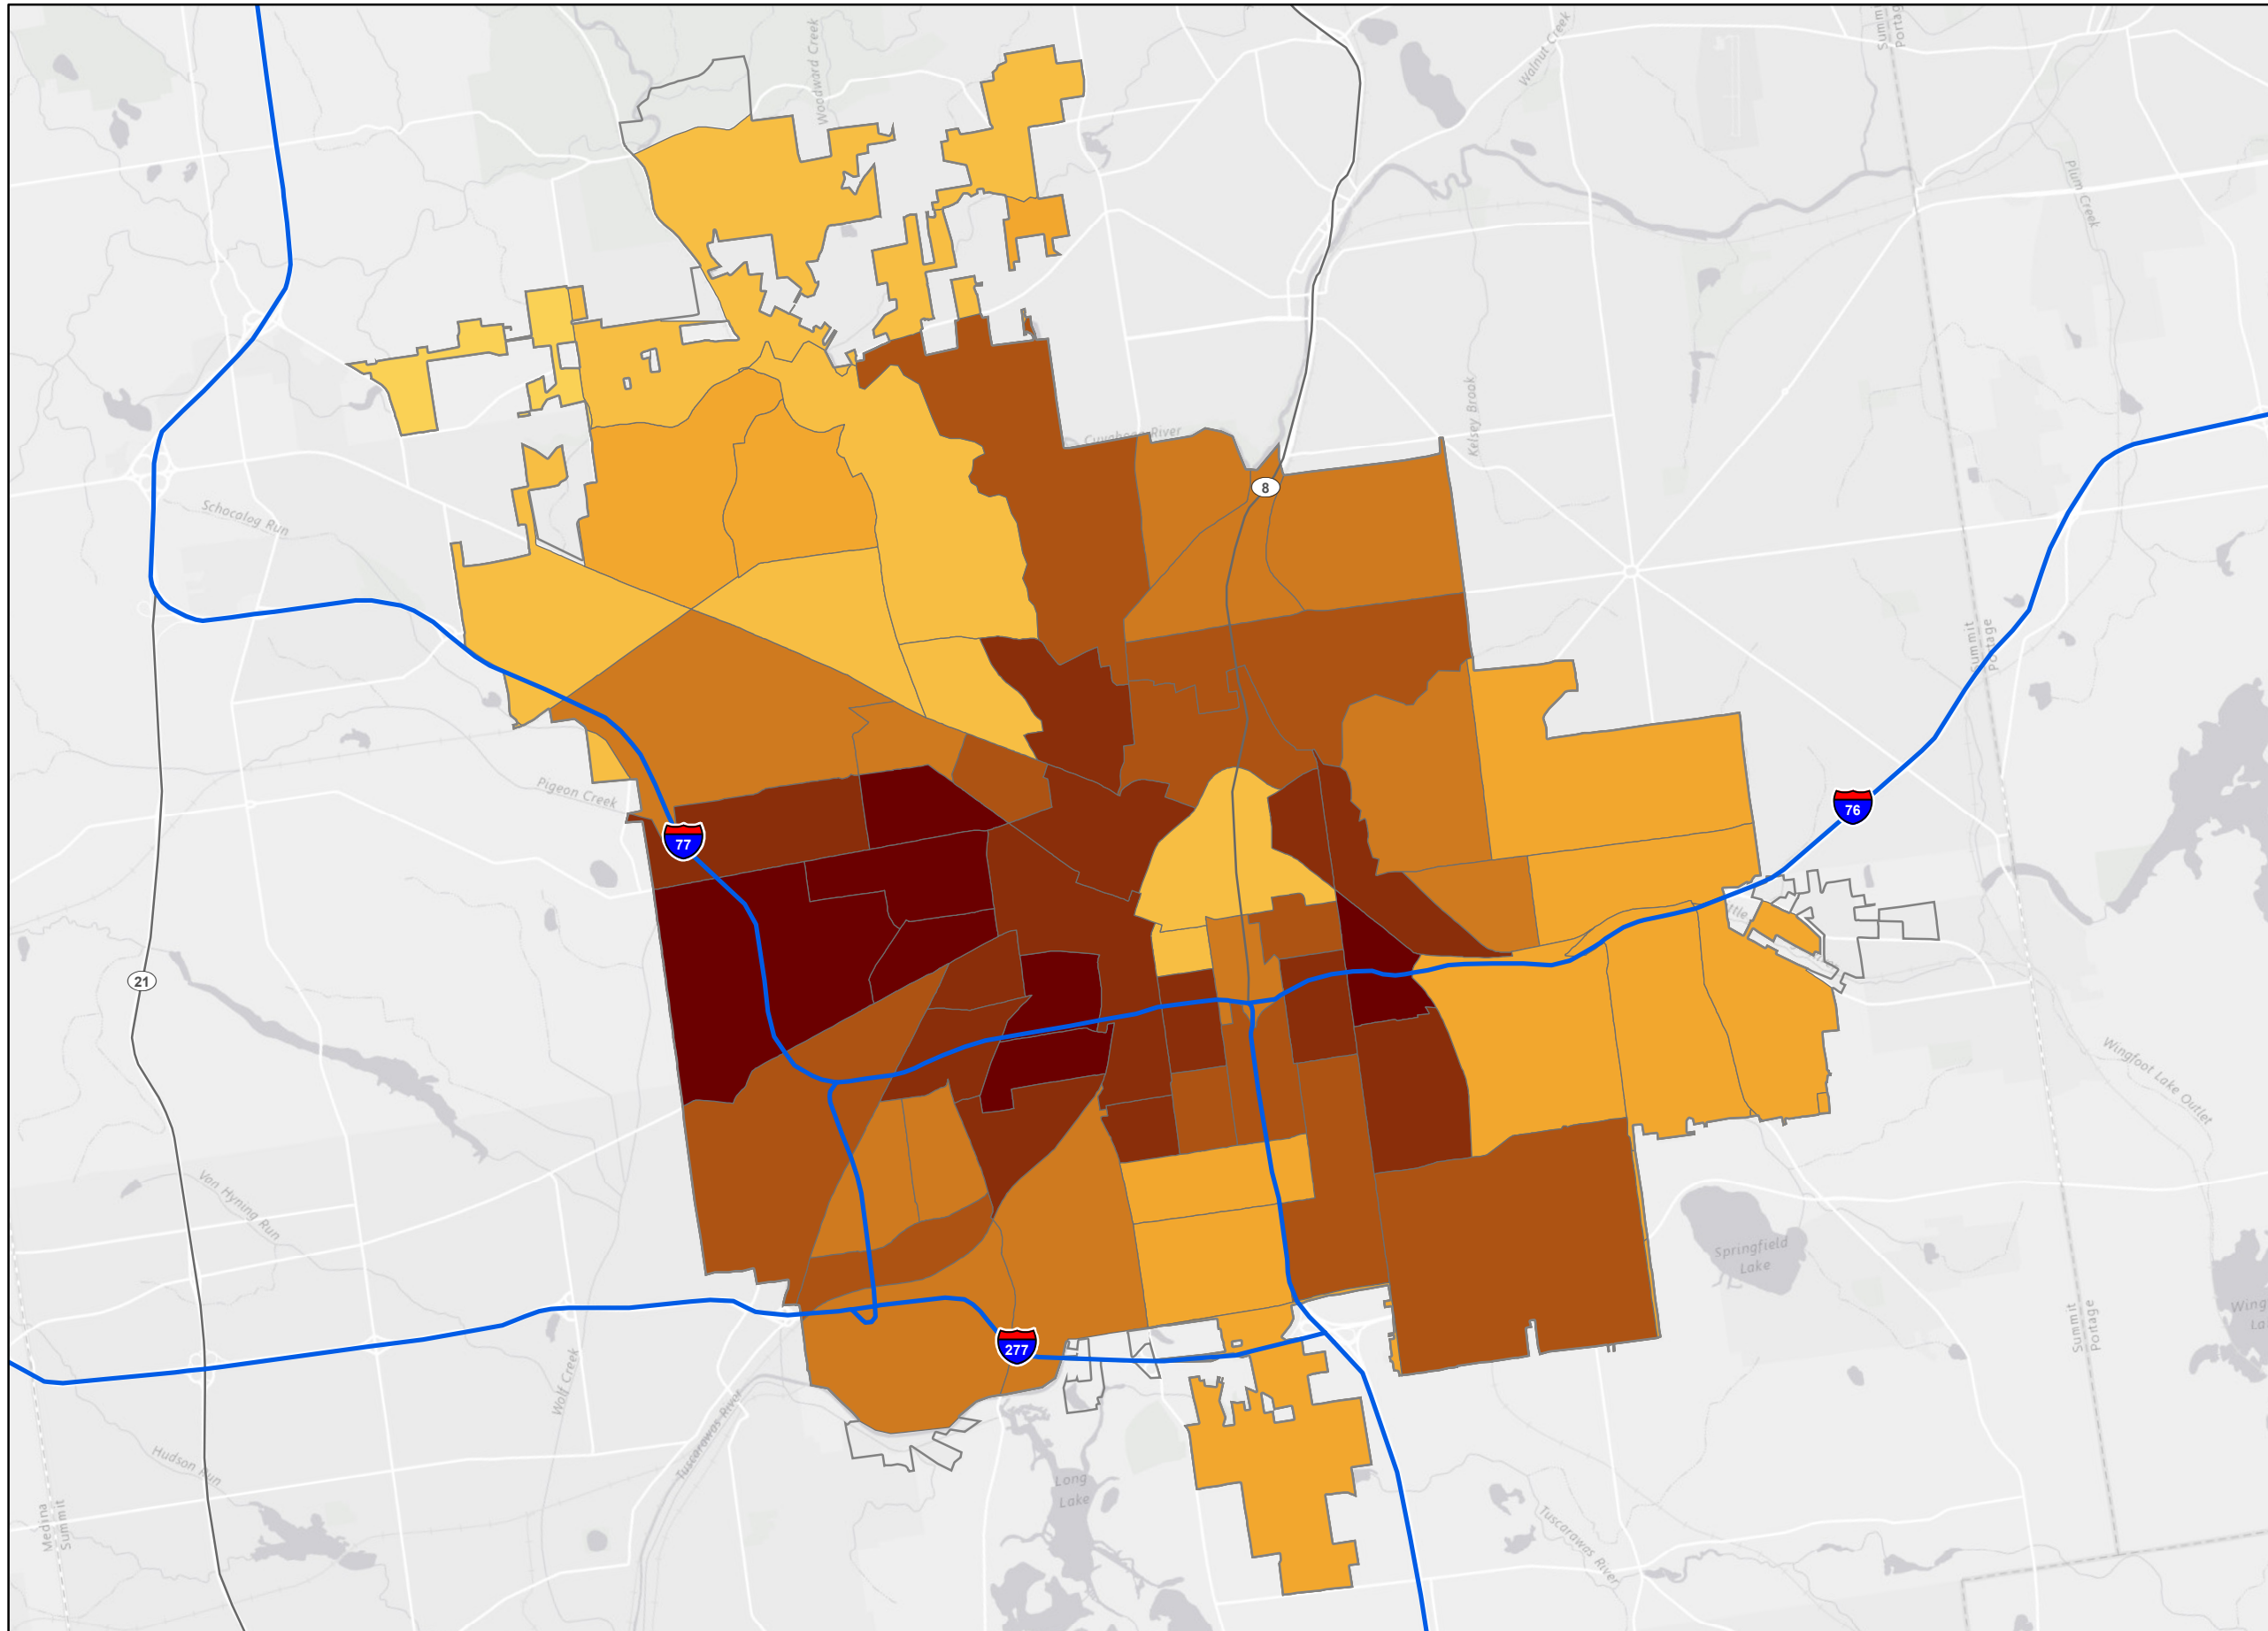 Woodward Creek
Walnut Creek
Summit
Portage
Plum Creek
Kelsey Brook
Cuyahoga River
8
Schocalog Run
Summit
Portage
Pigeon Creek
77
76
21
Wingfoot Lake Outlet
Von Hyning Run
Springfield
Lake
Summit
Portage
277
Wolf Creek
Tuscarawas River
Hudson Run
Long
Lake
Medina
Summit
Tuscarawas River